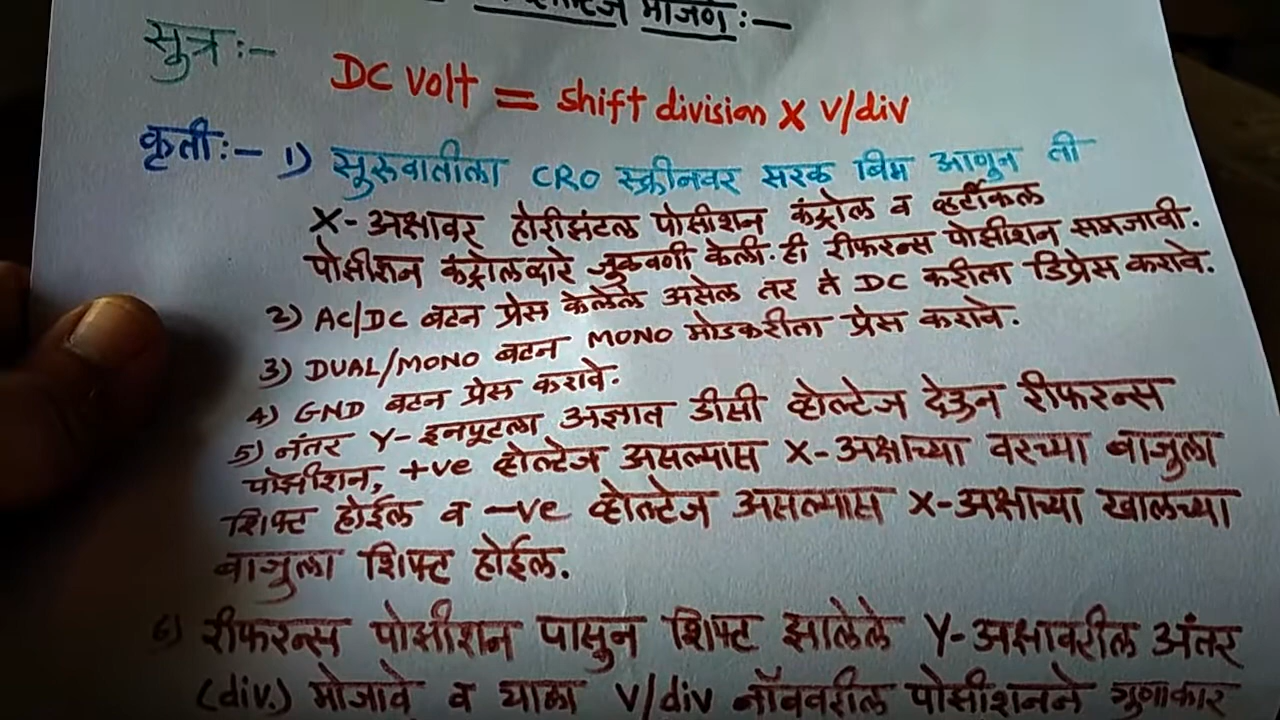 व्होल्टेज मोजणे :—
सुत्र :—
DC volt = shift division × V/div
कृती :— 1) सुरुवातीला CRO स्क्रीनवर सरळ बिम आणून तो
X-अक्षावर होरीझंटल पोझीशन कंट्रोल व व्हर्टीकल
पोझीशन कंट्रोलद्वारे जुळवणी केली. ही रीफरन्स पोझीशन समजावी.
2) AC/DC बटन प्रेस केलेले असेल तर ते DC करीता डिप्रेस करावे.
3) DUAL/MONO बटन MONO मोडकरीता प्रेस करावे.
4) GND बटन प्रेस करावे.
5) नंतर Y-इनपूटला अज्ञात डीसी व्होल्टेज देऊन रीफरन्स
पोझीशन, +ve व्होल्टेज असल्यास X-अक्षाच्या वरच्या बाजुला
शिफ्ट होईल व -ve व्होल्टेज असल्यास X-अक्षाच्या खालच्या
बाजुला शिफ्ट होईल.
6) रीफरन्स पोझीशन पासुन शिफ्ट झालेले Y-अक्षावरील अंतर
(div.) मोजावे व याला V/div नॉबवरील पोझीशनने गुणाकार